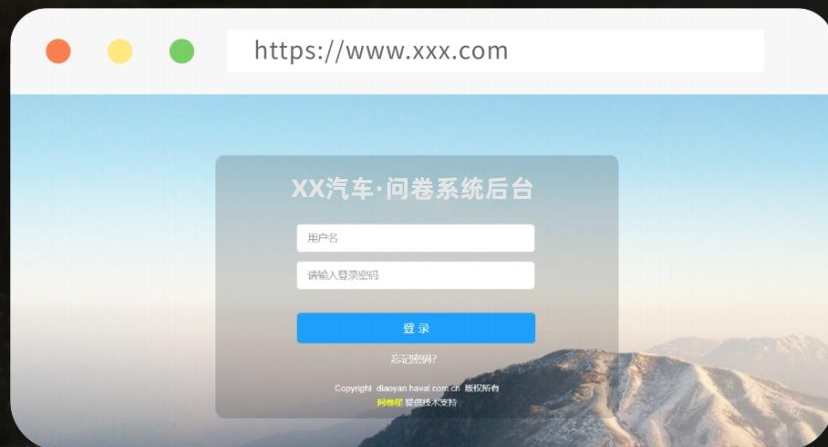 https://www.xxx.com
XX汽车·问卷系统后台
用户名
请输入登录密码
登 录
忘记密码?
Copyright diaoyan.haval.com.cn 版权所有
问卷星 提供技术支持